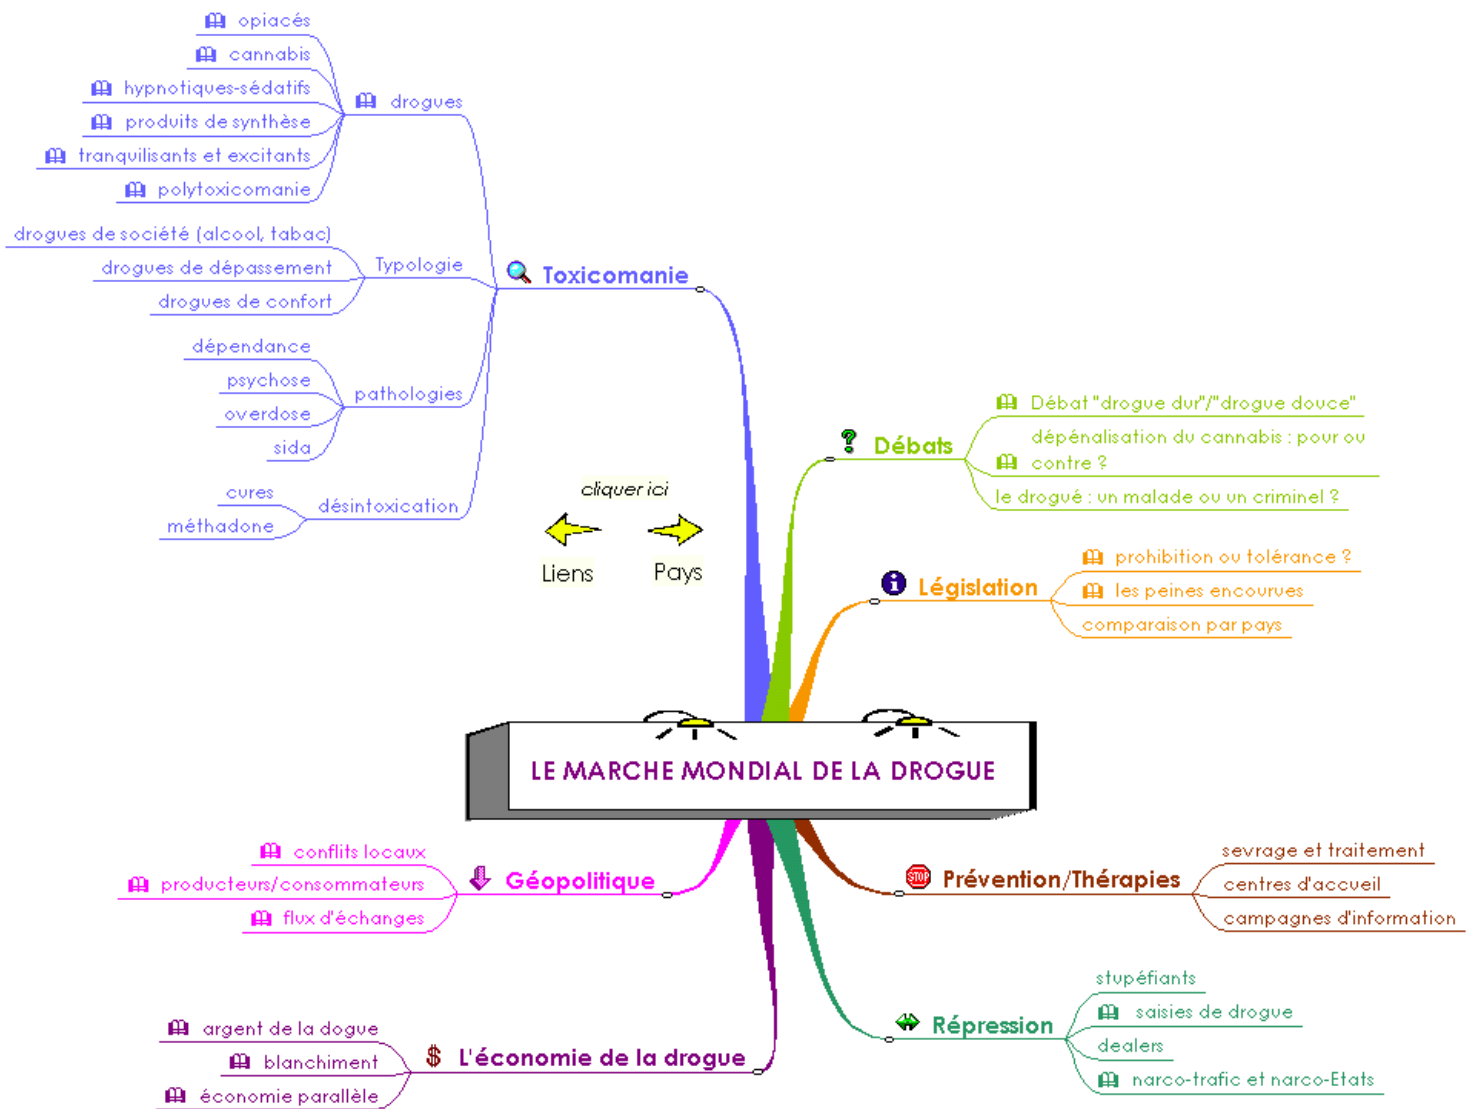 opiacés
cannabis
hypnotiques-sédatifs
produits de synthèse
tranquilisants et excitants
polytoxicomanie
drogues
drogues de société (alcool, tabac)
drogues de dépassement
drogues de confort
Typologie
Toxicomanie
dépendance
psychose
overdose
sida
pathologies
cures
méthadone
désintoxication
cliquer ici
Liens
Pays
Débats
Débat "drogue dur"/"drogue douce"
dépénalisation du cannabis : pour ou
contre ?
le drogué : un malade ou un criminel ?
Législation
prohibition ou tolérance ?
les peines encourues
comparaison par pays
LE MARCHE MONDIAL DE LA DROGUE
conflits locaux
producteurs/consommateurs
flux d'échanges
Géopolitique
STOP
Prévention/Thérapies
sevrage et traitement
centres d'accueil
campagnes d'information
argent de la dogue
blanchiment
économie parallèle
$ L'économie de la drogue
Répression
stupéfiants
saisies de drogue
dealers
narco-trafic et narco-Etats